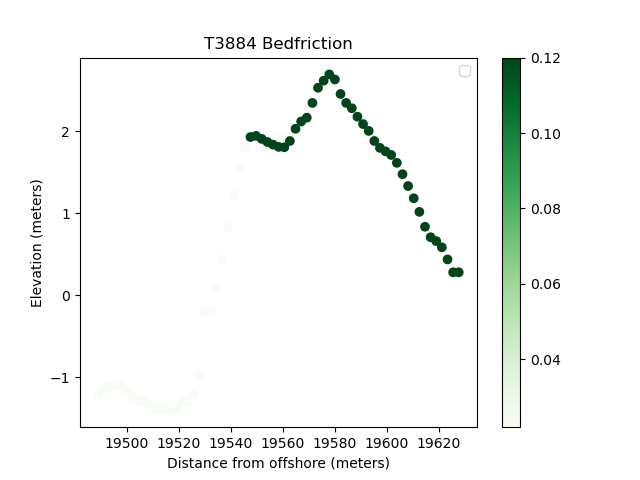 T3884 Bedfriction
Elevation (meters)
2
1
0
−1
19500 19520 19540 19560 19580 19600 19620
Distance from offshore (meters)
0.12
0.10
0.08
0.06
0.04